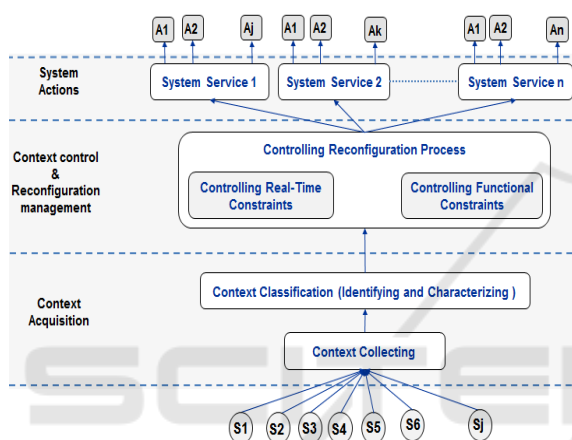 A1 A2 Aj A1 A2 Ak A1 A2 An
System
Actions
System Service 1 System Service 2 System Service n
Context control
&
Reconfiguration
management
Controlling Reconfiguration Process
Controlling Real-Time
Constraints
Controlling Functional
Constraints
Context
Acquisition
Context Classification (Identifying and Characterizing )
Context Collecting
S1 S2 S3 S4 S5 S6 Sj